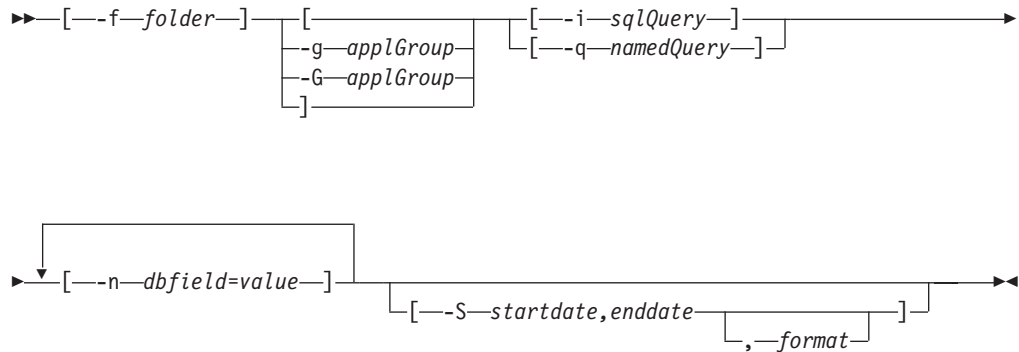 [ -f folder ] [ [ -i sqlQuery ]
-g applGroup [ -q namedQuery ]
-G applGroup
]
[ -n dbfield=value ]
[ -S startdate,enddate ]
, format